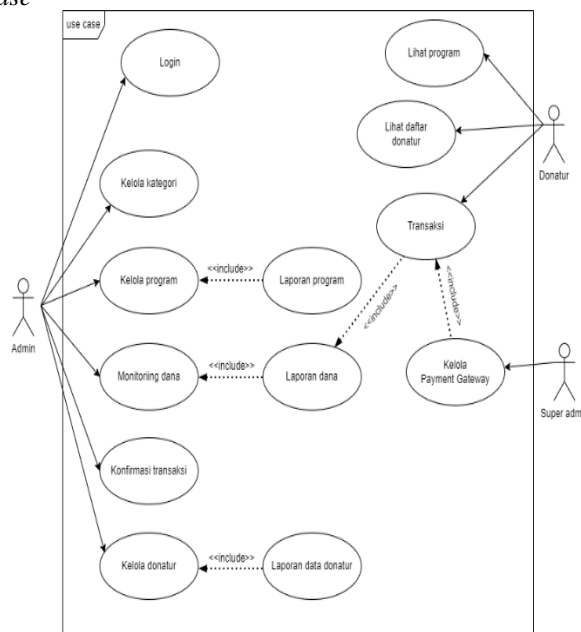 use case
Login
Lihat program
Lihat daftar
donatur
Donatur
Kelola kategori
Transaksi
Kelola program
<<include>>
Laporan program
<<include>>
<<include>>
Admin
Monitoriing dana
<<include>>
Laporan dana
Kelola
Payment Gateway
Super adm
Konfirmasi transaksi
Kelola donatur
<<include>>
Laporan data donatur